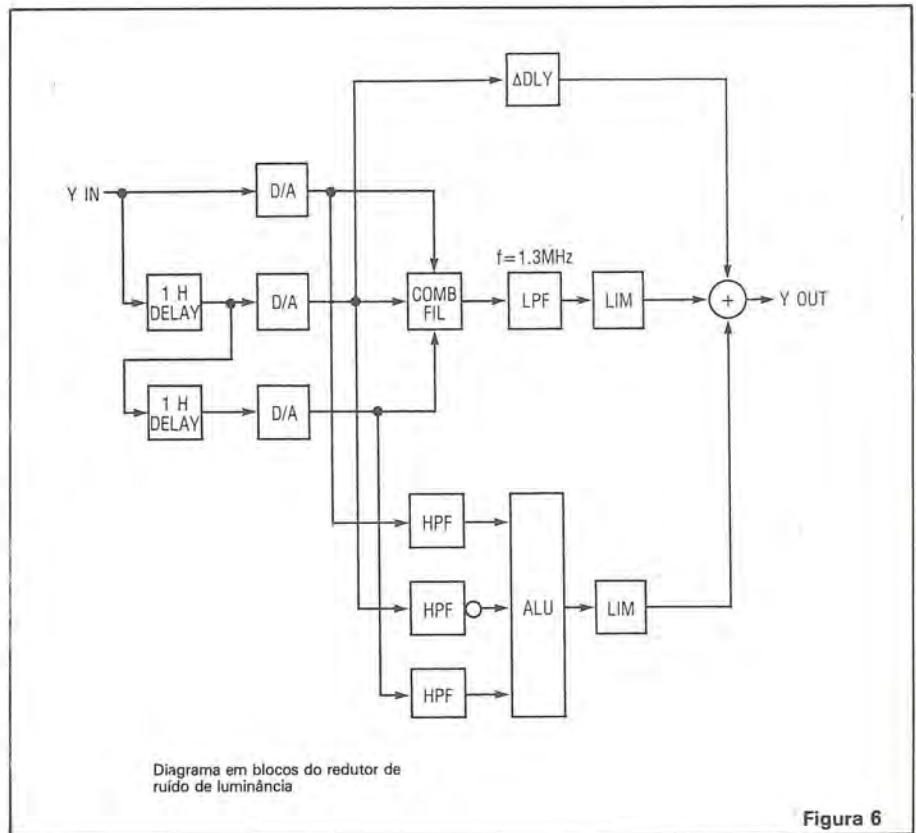 ΔDLY
Y IN
D/A
f=1.3MHz
1 H
DELAY
D/A
COMB
FIL
LPF
LIM
+
Y OUT
1 H
DELAY
D/A
HPF
HPF
ALU
LIM
HPF
Diagrama em blocos do redutor de
ruído de luminância
Figura 6